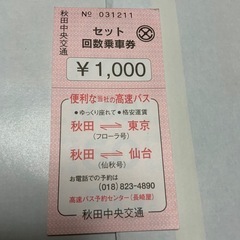 秋田中央交通
№ 031211
セット
回数乗車券
¥1,000
便利な当社の高速バス
●ゆっくり座れて ●格安運賃
秋田⇌東京
(フローラ号)
秋田⇌仙台
(仙秋号)
お電話での予約は
(018)823-4890
高速バス予約センター(長崎屋)
秋田中央交通